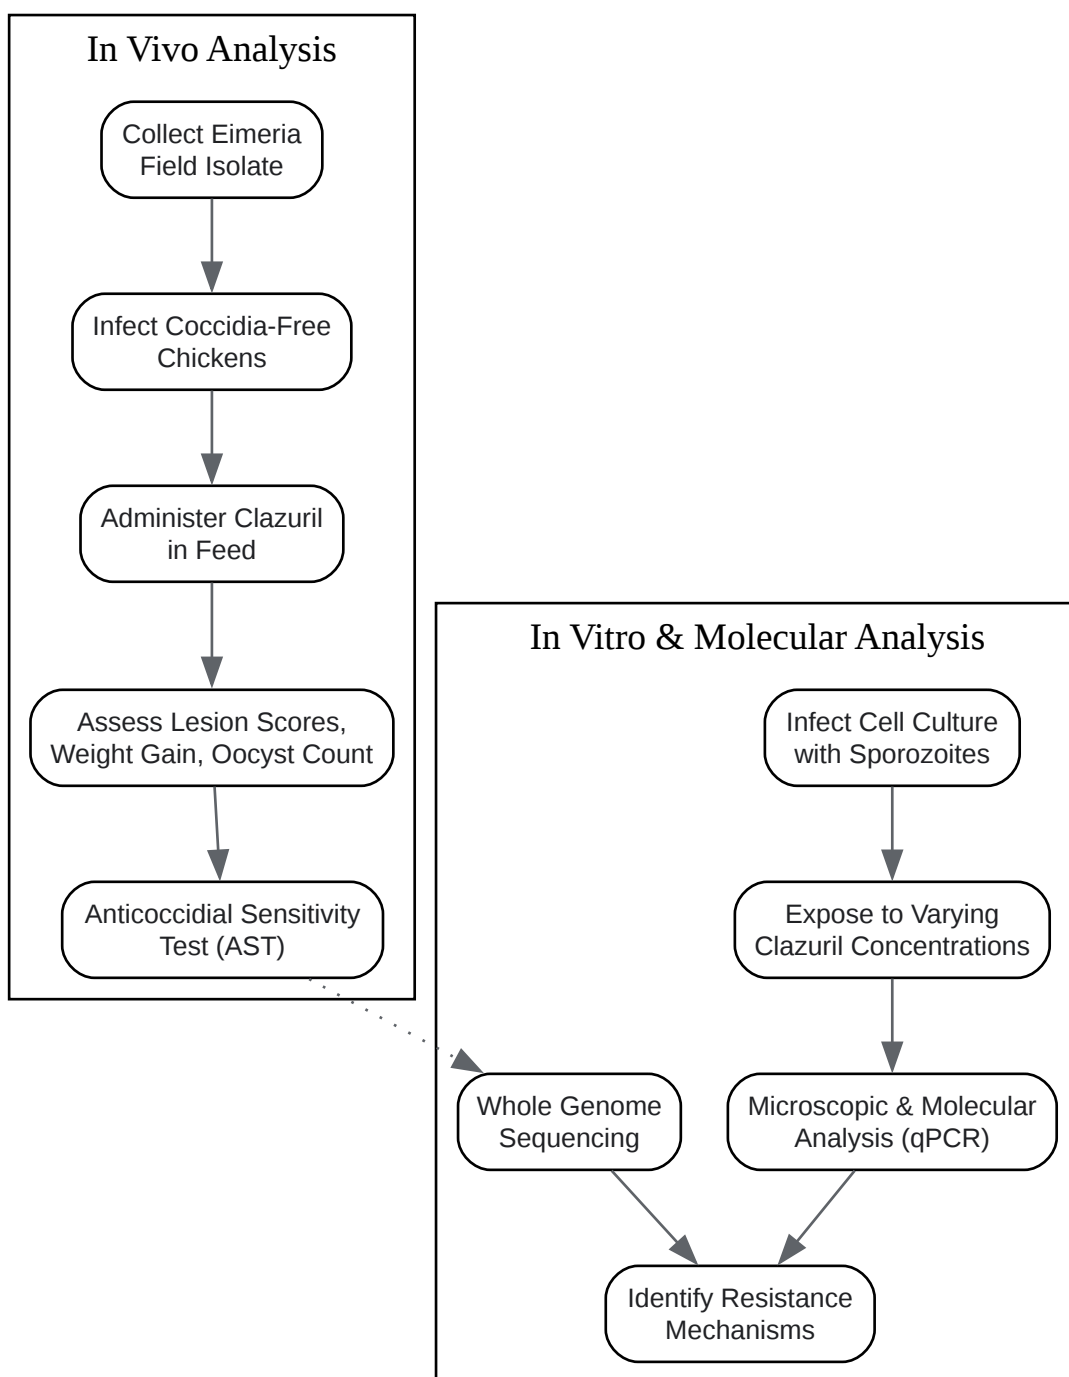 In Vivo Analysis
Collect Eimeria
Field Isolate
Infect Coccidia-Free
Chickens
Administer Clazuril
in Feed
Assess Lesion Scores,
Weight Gain, Oocyst Count
Anticoccidial Sensitivity
Test (AST)
In Vitro & Molecular Analysis
Infect Cell Culture
with Sporozoites
Expose to Varying
Clazuril Concentrations
Whole Genome
Sequencing
Microscopic & Molecular
Analysis (qPCR)
Identify Resistance
Mechanisms